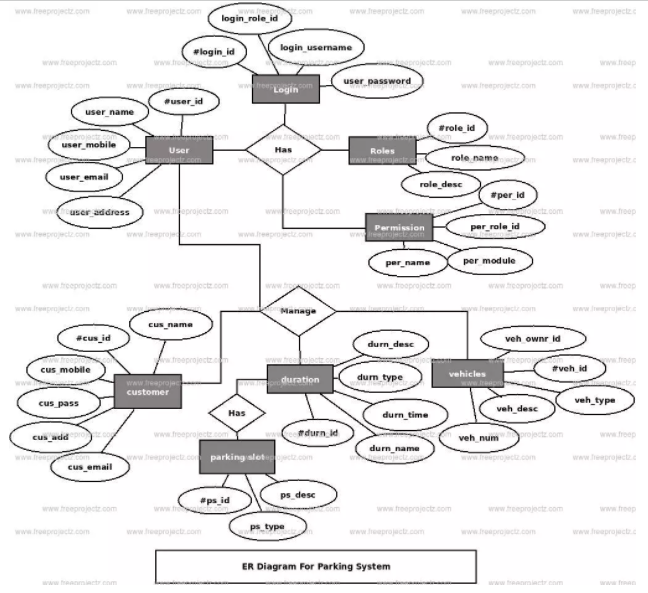 www.freeprojectz.com
login_role_id
#login_id
login_username
Login
user_password
user_name
#user_id
user_mobile
User
Has
Roles
#role_id
role_name
user_email
role_desc
user_address
#per_id
Permission
per_role_id
per_name
per_module
Manage
cus_name
#cus_id
durn_desc
veh_ownr_id
cus_mobile
customer
duration
durn_type
vehicles
#veh_id
cus_pass
veh_type
Has
durn_time
veh_desc
cus_add
#durn_id
veh_num
durn_name
cus_email
parking slot
#ps_id
ps_desc
ps_type
ER Diagram For Parking System